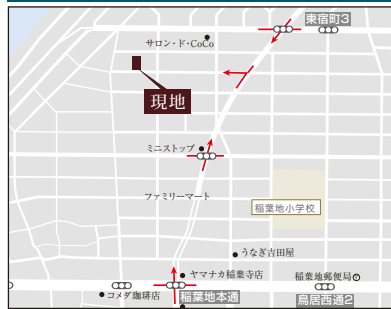 東宿町3
サロン・ド・CoCo
現地
ミニストップ
ファミリーマート
稲葉地小学校
うなぎ吉田屋
ヤマナカ稲葉寺店
稲葉地郵便局
コメダ珈琲店
稲葉地本通
鳥居西通2